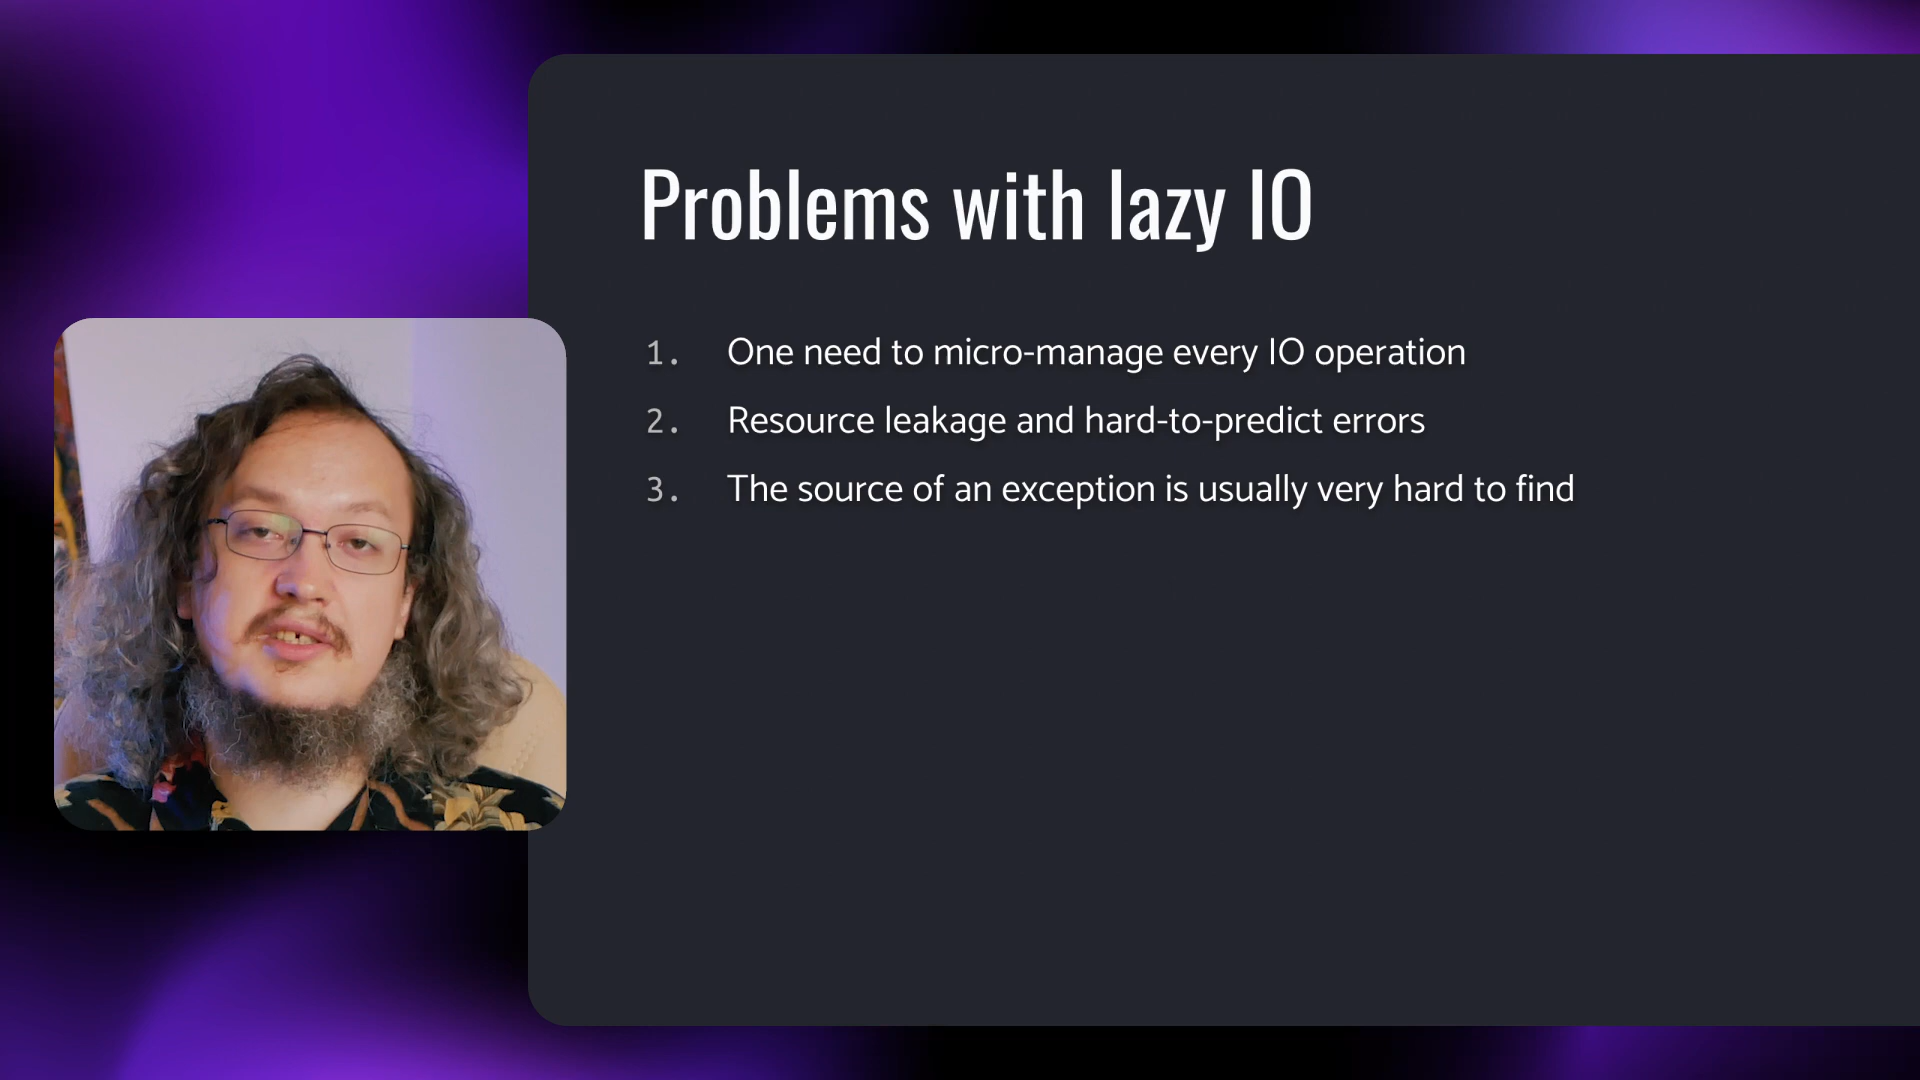 Problems with lazy IO
1. One need to micro-manage every IO operation
2. Resource leakage and hard-to-predict errors
3. The source of an exception is usually very hard to find